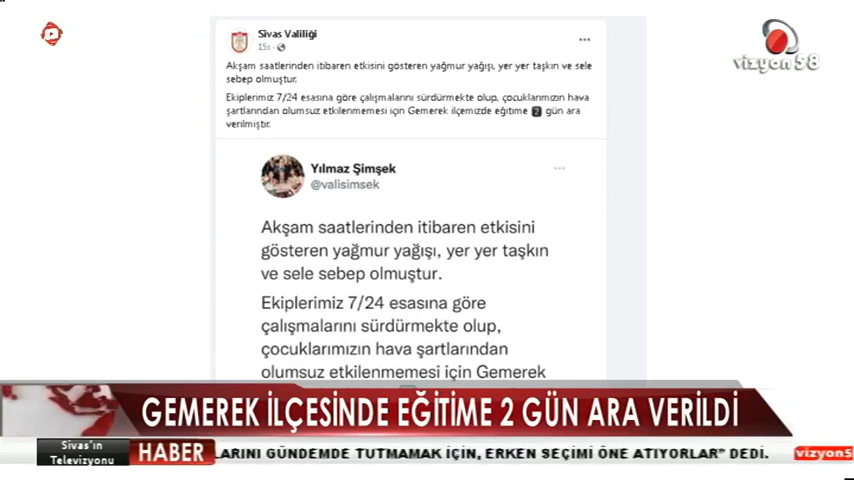 Sivas Valiliği
15s
Akşam saatlerinden itibaren etkisini gösteren yağmur yağışı, yer yer taşkın ve sele
sebep olmuştur.
Ekiplerimiz 7/24 esasına göre çalışmalarını sürdürmekte olup, çocuklarımızın hava
şartlarından olumsuz etkilenmemesi için Gemerek ilçemizde eğitime 2 gün ara
verilmiştir.
vizyon58
Yılmaz Şimşek
@valisimsek
Akşam saatlerinden itibaren etkisini
gösteren yağmur yağışı, yer yer taşkın
ve sele sebep olmuştur.
Ekiplerimiz 7/24 esasına göre
çalışmalarını sürdürmekte olup,
çocuklarımızın hava şartlarından
olumsuz etkilenmemesi için Gemerek
GEMEREK İLÇESİNDE EĞİTİME 2 GÜN ARA VERİLDİ
Sivas'ın
Televizyonu
HABER
LARINI GÜNDEMDE TUTMAMAK İÇİN, ERKEN SEÇİMİ ÖNE ATIYORLAR" DEDİ.
vizyon5